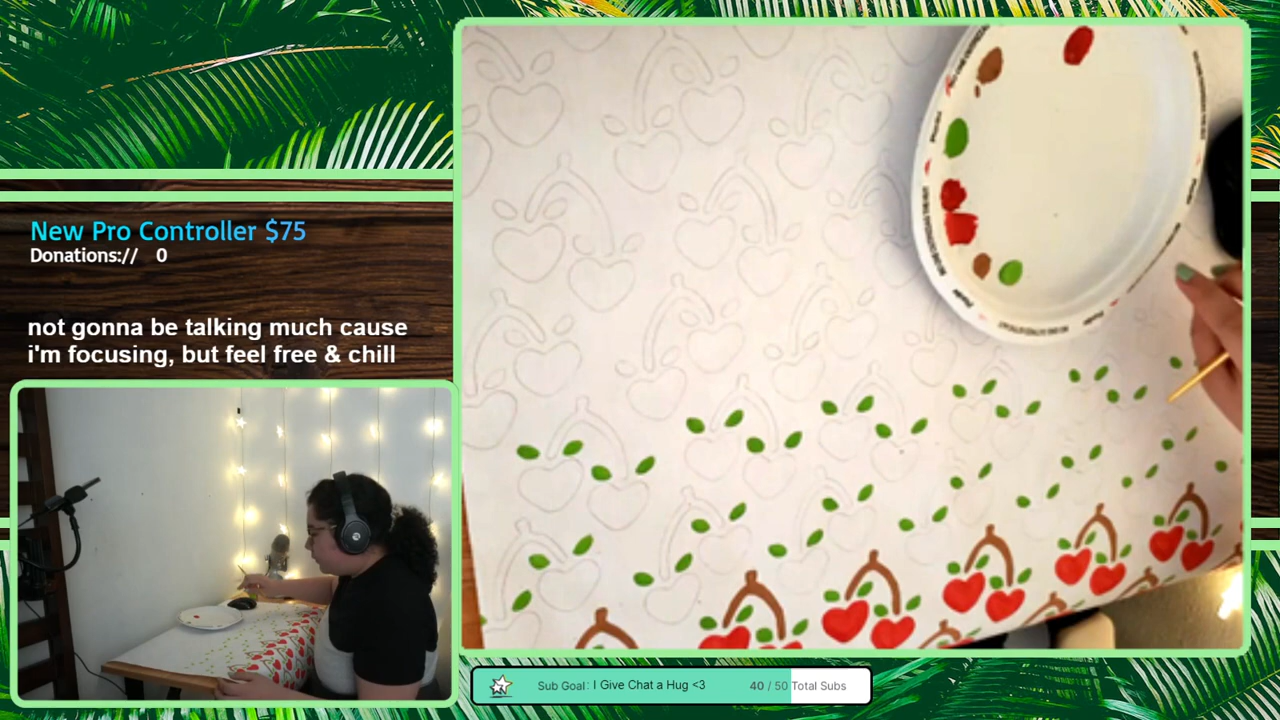 New Pro Controller $75
Donations:// 0
not gonna be talking much cause
i'm focusing, but feel free & chill
Sub Goal: I Give Chat a Hug <3 40 / 50 Total Subs